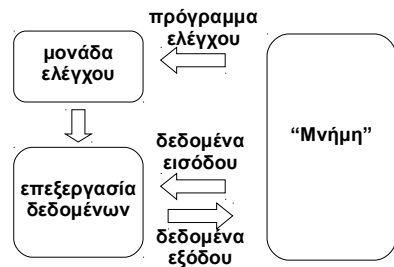 πρόγραμμα
ελέγχου
μονάδα
ελέγχου
“Μνήμη”
δεδομένα
εισόδου
επεξεργασία
δεδομένων
δεδομένα
εξόδου